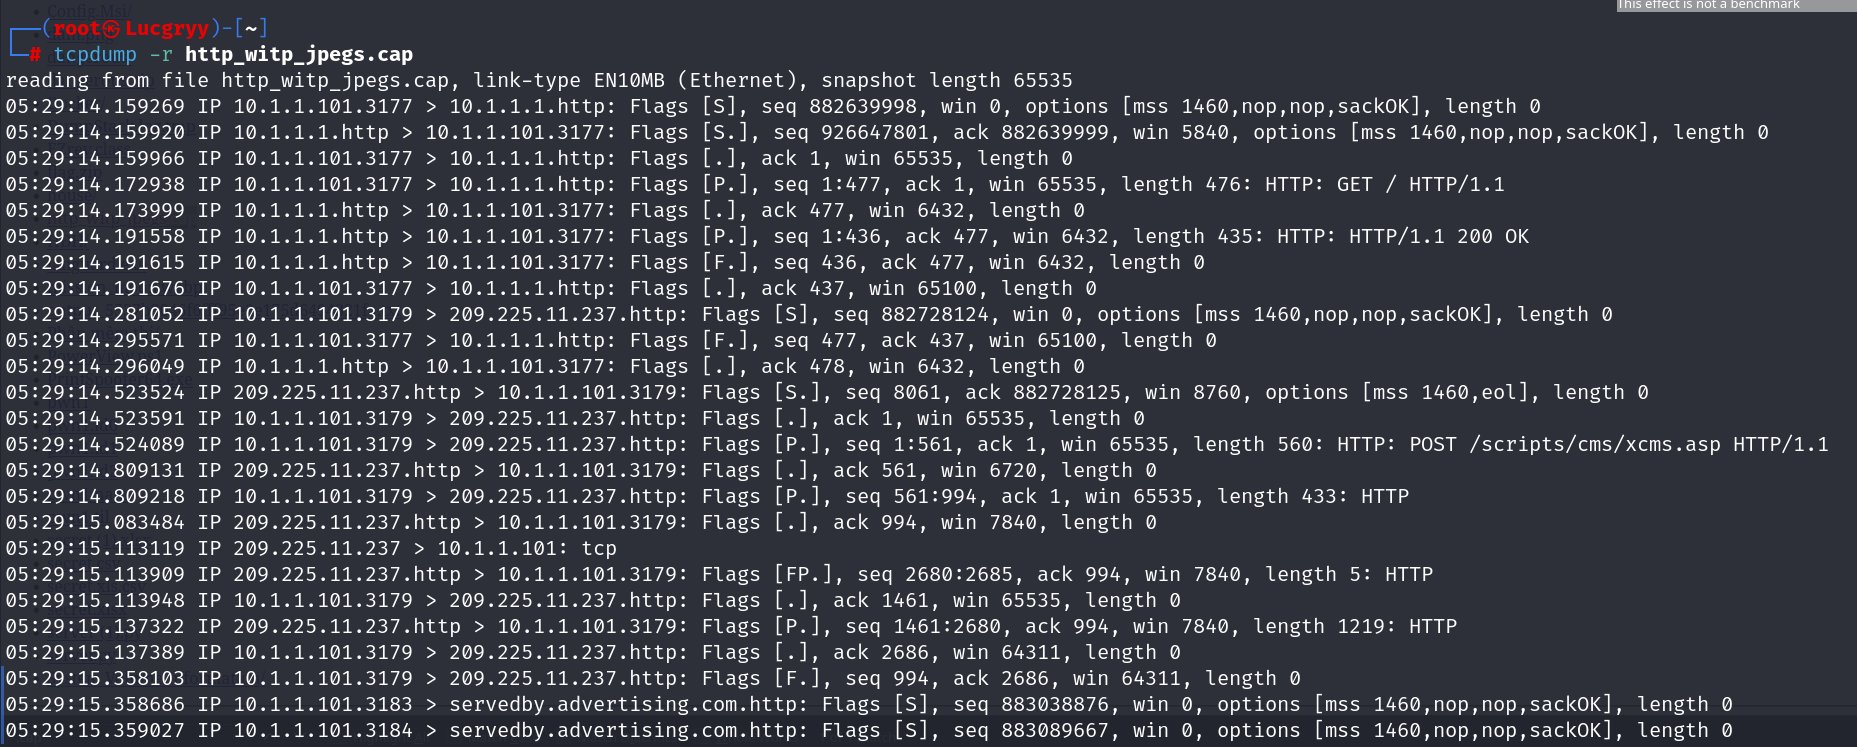 Config.Msi/
This effect is not a benchmark
┌──(root㉿Lucgryy)-[~]
└─# tcpdump -r http_witp_jpegs.cap
reading from file http_witp_jpegs.cap, link-type EN10MB (Ethernet), snapshot length 65535
05:29:14.159269 IP 10.1.1.101.3177 > 10.1.1.1.http: Flags [S], seq 882639998, win 0, options [mss 1460,nop,nop,sackOK], length 0
05:29:14.159920 IP 10.1.1.1.http > 10.1.1.101.3177: Flags [S.], seq 926647801, ack 882639999, win 5840, options [mss 1460,nop,nop,sackOK], length 0
05:29:14.159966 IP 10.1.1.101.3177 > 10.1.1.1.http: Flags [.], ack 1, win 65535, length 0
05:29:14.172938 IP 10.1.1.101.3177 > 10.1.1.1.http: Flags [P.], seq 1:477, ack 1, win 65535, length 476: HTTP: GET / HTTP/1.1
05:29:14.173999 IP 10.1.1.1.http > 10.1.1.101.3177: Flags [.], ack 477, win 6432, length 0
05:29:14.191558 IP 10.1.1.1.http > 10.1.1.101.3177: Flags [P.], seq 1:436, ack 477, win 6432, length 435: HTTP: HTTP/1.1 200 OK
05:29:14.191615 IP 10.1.1.1.http > 10.1.1.101.3177: Flags [F.], seq 436, ack 477, win 6432, length 0
05:29:14.191676 IP 10.1.1.101.3177 > 10.1.1.1.http: Flags [.], ack 437, win 65100, length 0
05:29:14.281052 IP 10.1.1.101.3179 > 209.225.11.237.http: Flags [S], seq 882728124, win 0, options [mss 1460,nop,nop,sackOK], length 0
05:29:14.295571 IP 10.1.1.101.3177 > 10.1.1.1.http: Flags [F.], seq 477, ack 437, win 65100, length 0
05:29:14.296049 IP 10.1.1.1.http > 10.1.1.101.3177: Flags [.], ack 478, win 6432, length 0
05:29:14.523524 IP 209.225.11.237.http > 10.1.1.101.3179: Flags [S.], seq 8061, ack 882728125, win 8760, options [mss 1460,eol], length 0
05:29:14.523591 IP 10.1.1.101.3179 > 209.225.11.237.http: Flags [.], ack 1, win 65535, length 0
05:29:14.524089 IP 10.1.1.101.3179 > 209.225.11.237.http: Flags [P.], seq 1:561, ack 1, win 65535, length 560: HTTP: POST /scripts/cms/xcms.asp HTTP/1.1
05:29:14.809131 IP 209.225.11.237.http > 10.1.1.101.3179: Flags [.], ack 561, win 6720, length 0
05:29:14.809218 IP 10.1.1.101.3179 > 209.225.11.237.http: Flags [P.], seq 561:994, ack 1, win 65535, length 433: HTTP
05:29:15.083484 IP 209.225.11.237.http > 10.1.1.101.3179: Flags [.], ack 994, win 7840, length 0
05:29:15.113119 IP 209.225.11.237 > 10.1.1.101: tcp
05:29:15.113909 IP 209.225.11.237.http > 10.1.1.101.3179: Flags [FP.], seq 2680:2685, ack 994, win 7840, length 5: HTTP
05:29:15.113948 IP 10.1.1.101.3179 > 209.225.11.237.http: Flags [.], ack 1461, win 65535, length 0
05:29:15.137322 IP 209.225.11.237.http > 10.1.1.101.3179: Flags [P.], seq 1461:2680, ack 994, win 7840, length 1219: HTTP
05:29:15.137389 IP 10.1.1.101.3179 > 209.225.11.237.http: Flags [.], ack 2686, win 64311, length 0
05:29:15.358103 IP 10.1.1.101.3179 > 209.225.11.237.http: Flags [F.], seq 994, ack 2686, win 64311, length 0
05:29:15.358686 IP 10.1.1.101.3183 > servedby.advertising.com.http: Flags [S], seq 883038876, win 0, options [mss 1460,nop,nop,sackOK], length 0
05:29:15.359027 IP 10.1.1.101.3184 > servedby.advertising.com.http: Flags [S], seq 883089667, win 0, options [mss 1460,nop,nop,sackOK], length 0